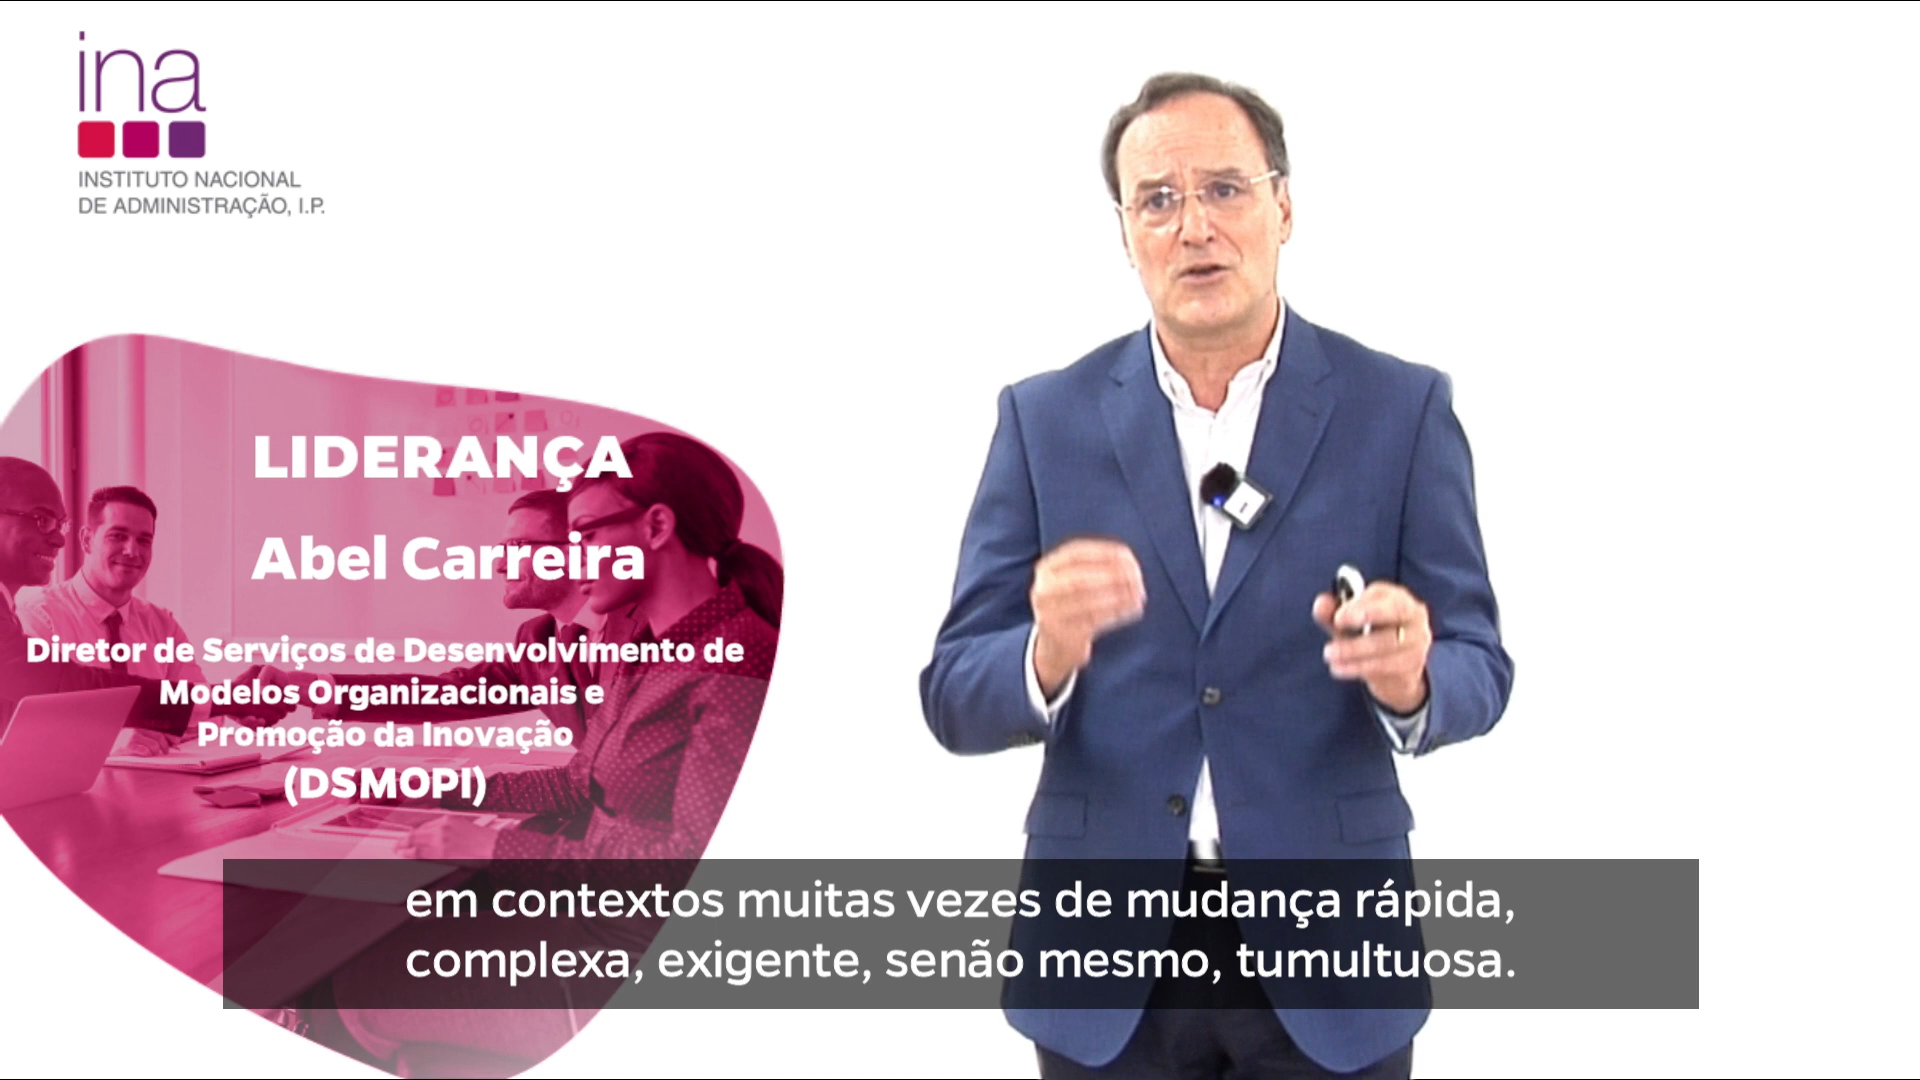 ina
INSTITUTO NACIONAL
DE ADMINISTRAÇÃO, I.P.
LIDERANÇA
Abel Carreira
Diretor de Serviços de Desenvolvimento de
Modelos Organizacionais e
Promoção da Inovação
(DSMOPI)
em contextos muitas vezes de mudança rápida,
complexa, exigente, senão mesmo, tumultuosa.